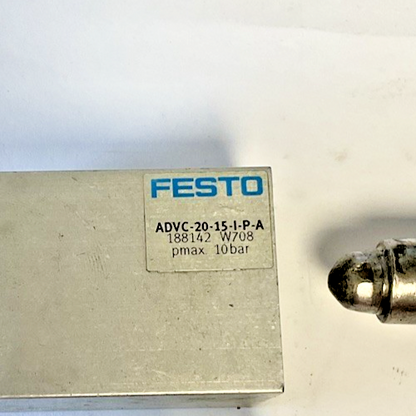 FESTO
ADVC-20-15-I-P-A
188142 W708
pmax. 10bar